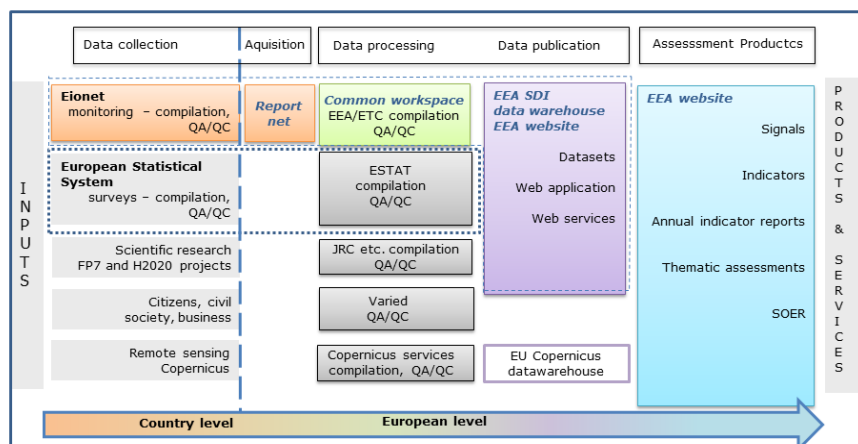 Data collection
Aquisition
Data processing
Data publication
Assesssment Productcs
INPUTS
Eionet
monitoring – compilation,
QA/QC
Report
net
Common workspace
EEA/ETC compilation
QA/QC
EEA SDI
data warehouse
EEA website
Datasets
Web application
Web services
EEA website
Signals
Indicators
Annual indicator reports
Thematic assessments
SOER
PRODUCTS & SERVICES
European Statistical
System
surveys – compilation,
QA/QC
ESTAT
compilation
QA/QC
Scientific research
FP7 and H2020 projects
JRC etc. compilation
QA/QC
Citizens, civil
society, business
Varied
QA/QC
Remote sensing
Copernicus
Copernicus services
compilation, QA/QC
EU Copernicus
datawarehouse
Country level
European level